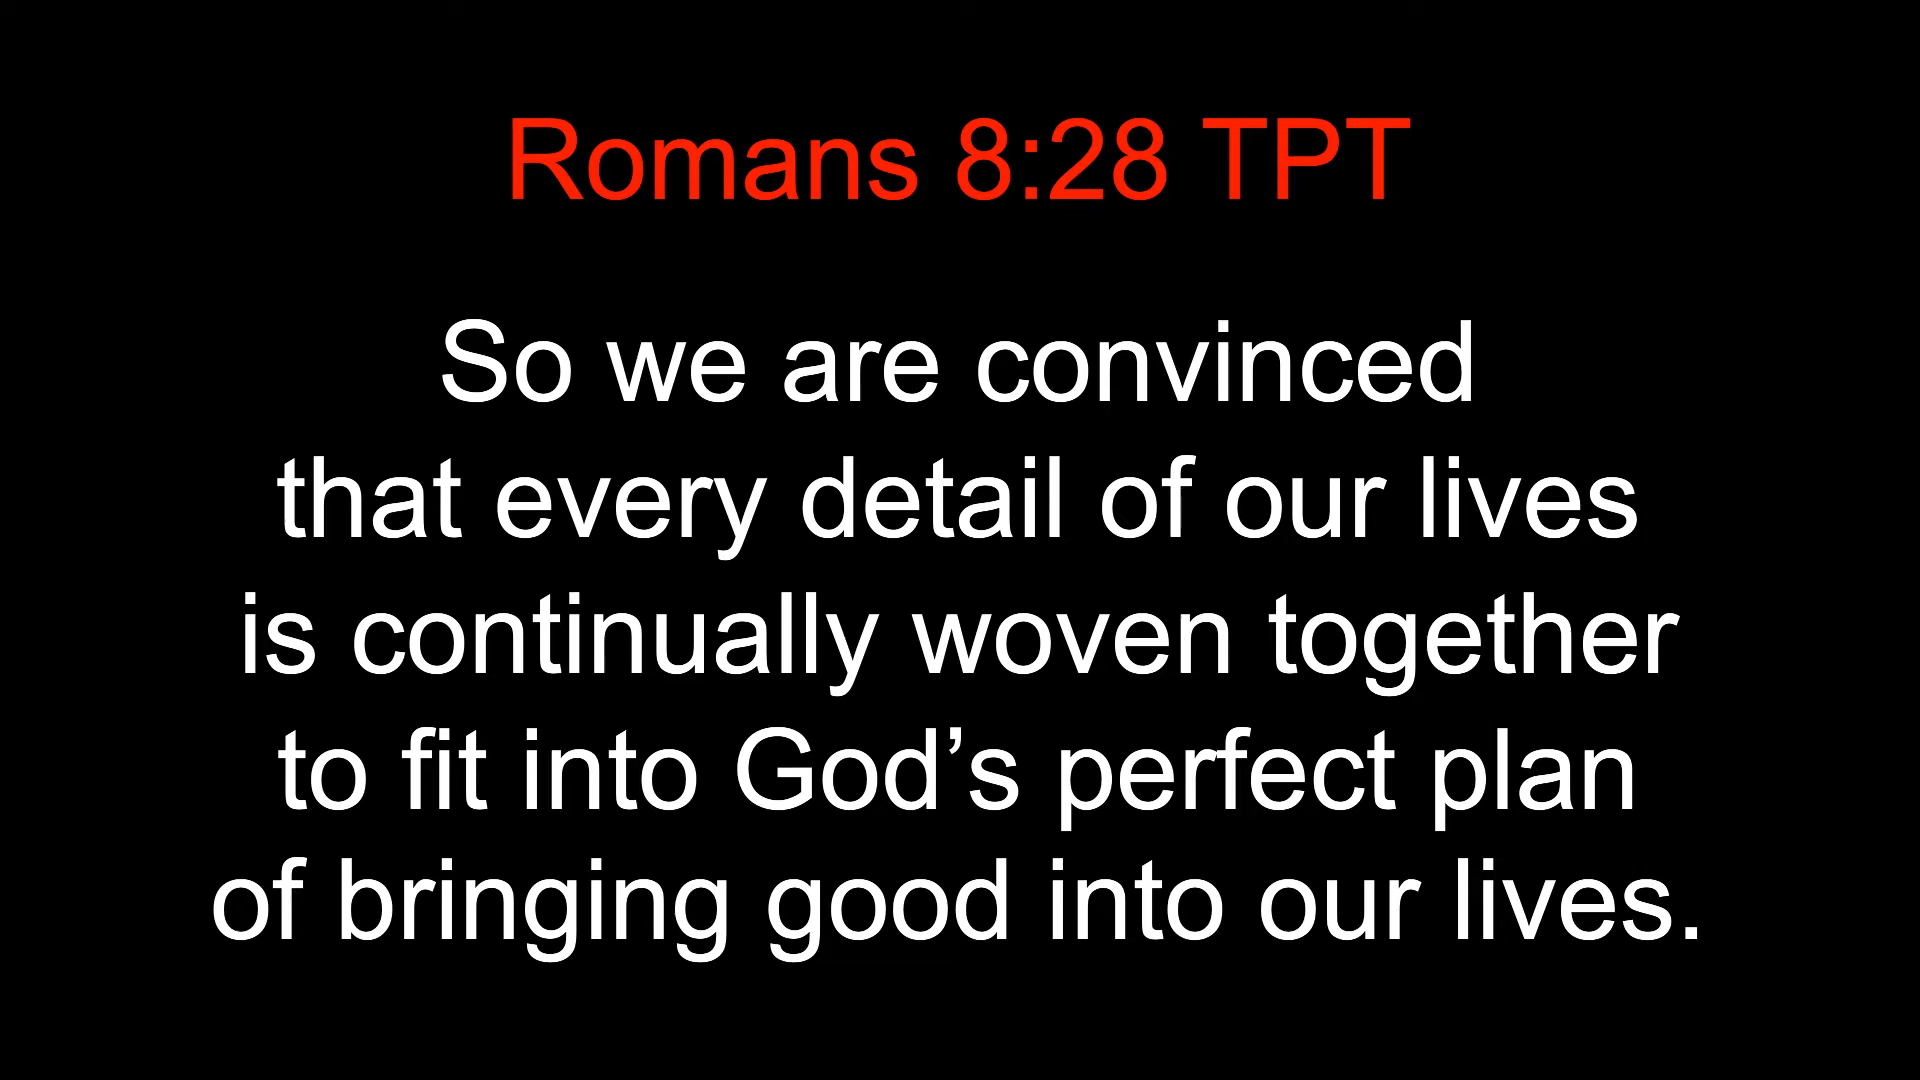 Romans 8:28 TPT
So we are convinced
that every detail of our lives
is continually woven together
to fit into God’s perfect plan
of bringing good into our lives.